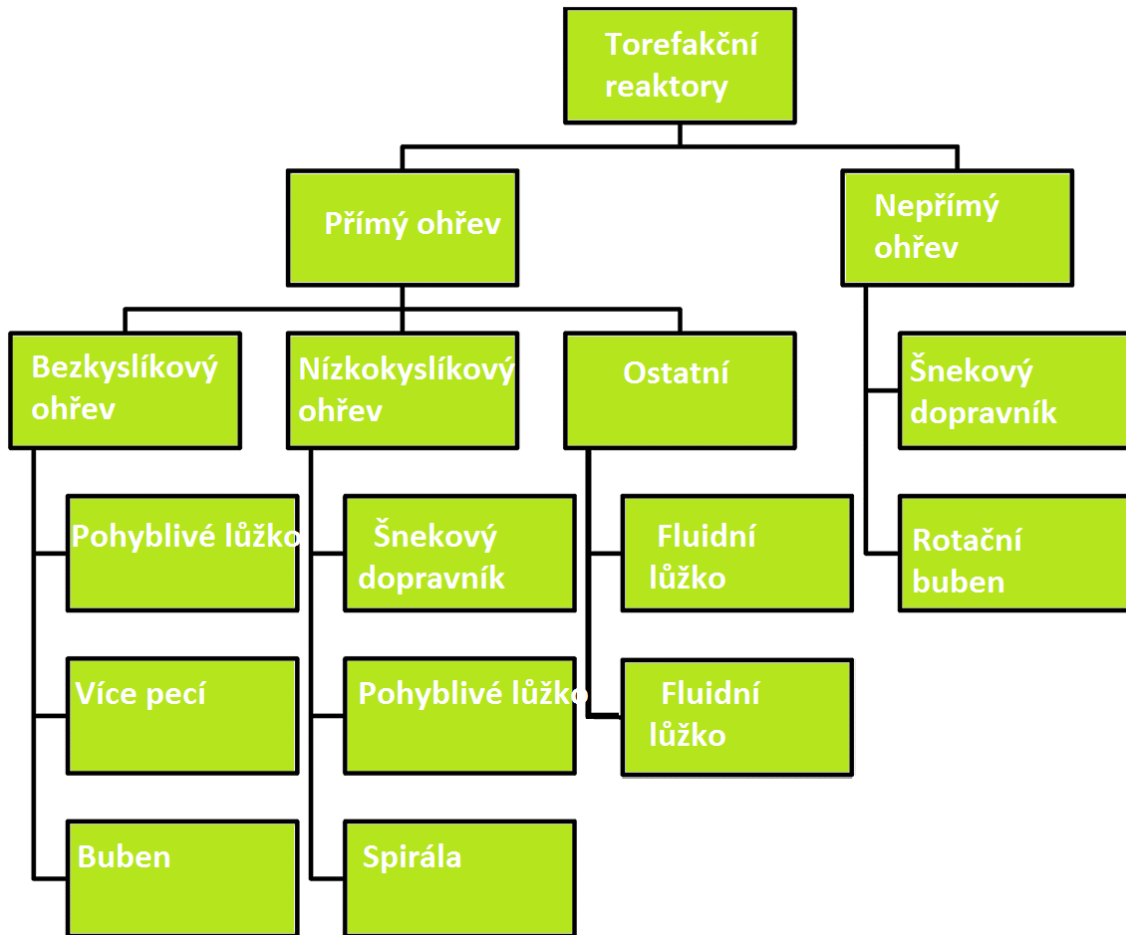 Torefakční
reaktory
Přímý ohřev
Nepřímý
ohřev
Bezkyslíkový
ohřev
Nízkokyslíkový
ohřev
Ostatní
Šnekový
dopravník
Pohyblivé lůžko
Šnekový
dopravník
Fluidní
lůžko
Rotační
buben
Více pecí
Pohyblivé lůžko
Fluidní
lůžko
Buben
Spirála